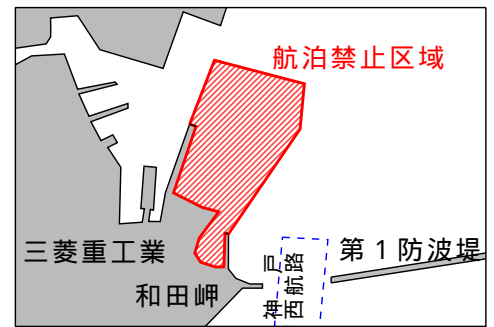 航泊禁止区域
三菱重工業
第1防波堤
和田岬
神戸
西航路